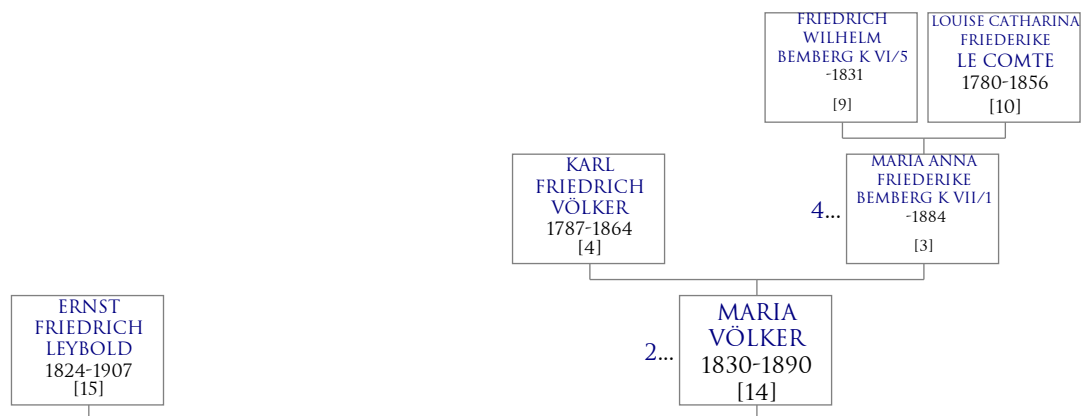 FRIEDRICH
WILHELM
BEMBERG K VI/5
-1831
[9]
LOUISE CATHARINA
FRIEDERIKE
LE COMTE
1780-1856
[10]
KARL
FRIEDRICH
VÖLKER
1787-1864
[4]
4...
MARIA ANNA
FRIEDERIKE
BEMBERG K VII/1
-1884
[3]
ERNST
FRIEDRICH
LEYBOLD
1824-1907
[15]
2...
MARIA
VÖLKER
1830-1890
[14]